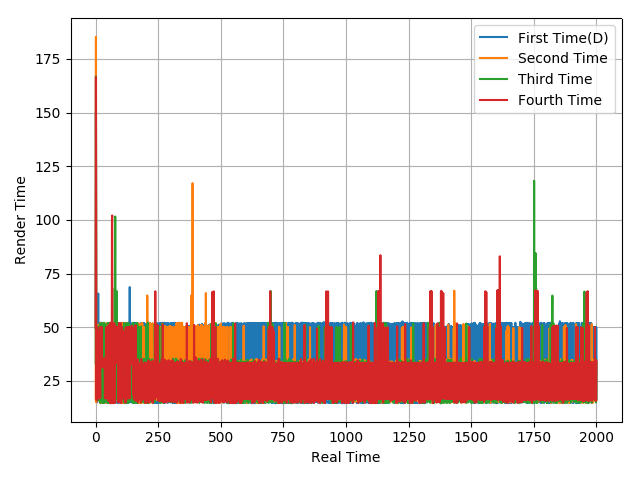 First Time(D)
Second Time
Third Time
Fourth Time
175
150
125
100
75
50
25
Render Time
0
250
500
750
1000
1250
1500
1750
2000
Real Time